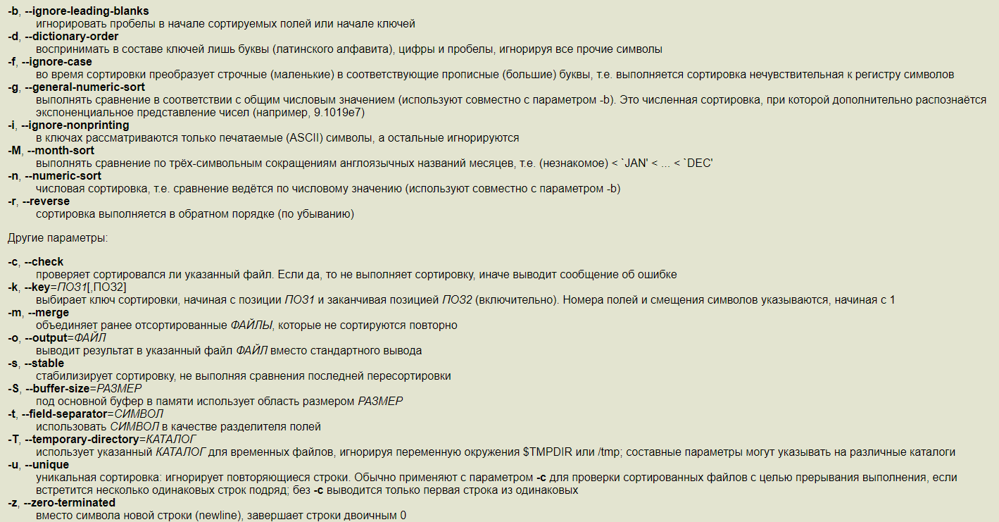 -b, --ignore-leading-blanks
игнорировать пробелы в начале сортируемых полей или начале ключей
-d, --dictionary-order
воспринимать в составе ключей лишь буквы (латинского алфавита), цифры и пробелы, игнорируя все прочие символы
-f, --ignore-case
во время сортировки преобразует строчные (маленькие) в соответствующие прописные (большие) буквы, т.е. выполняется сортировка нечувствительная к регистру символов
-g, --general-numeric-sort
выполнять сравнение в соответствии с общим числовым значением (используют совместно с параметром -b). Это численная сортировка, при которой дополнительно распознаётся
экспоненциальное представление чисел (например, 9.1019e7)
-i, --ignore-nonprinting
в ключах рассматриваются только печатаемые (ASCII) символы, а остальные игнорируются
-M, --month-sort
выполнять сравнение по трёх-символьным сокращениям англоязычных названий месяцев, т.е. (незнакомое) < `JAN' < ... < `DEC'
-n, --numeric-sort
числовая сортировка, т.е. сравнение ведётся по числовому значению (используют совместно с параметром -b)
-r, --reverse
сортировка выполняется в обратном порядке (по убыванию)
Другие параметры:
-c, --check
проверяет сортировался ли указанный файл. Если да, то не выполняет сортировку, иначе выводит сообщение об ошибке
-k, --key=ПОЗ1[,ПОЗ2]
выбирает ключ сортировки, начиная с позиции ПОЗ1 и заканчивая позицией ПОЗ2 (включительно). Номера полей и смещения символов указываются, начиная с 1
-m, --merge
объединяет ранее отсортированные ФАЙЛЫ, которые не сортируются повторно
-o, --output=ФАЙЛ
выводит результат в указанный файл ФАЙЛ вместо стандартного вывода
-s, --stable
стабилизирует сортировку, не выполняя сравнения последней пересортировки
-S, --buffer-size=РАЗМЕР
под основной буфер в памяти использует область размером РАЗМЕР
-t, --field-separator=СИМВОЛ
использовать СИМВОЛ в качестве разделителя полей
-T, --temporary-directory=КАТАЛОГ
использует указанный КАТАЛОГ для временных файлов, игнорируя переменную окружения $TMPDIR или /tmp; составные параметры могут указывать на различные каталоги
-u, --unique
уникальная сортировка: игнорирует повторяющиеся строки. Обычно применяют с параметром -c для проверки сортированных файлов с целью прерывания выполнения, если
встретится несколько одинаковых строк подряд; без -c выводится только первая строка из одинаковых
-z, --zero-terminated
вместо символа новой строки (newline), завершает строки двоичным 0